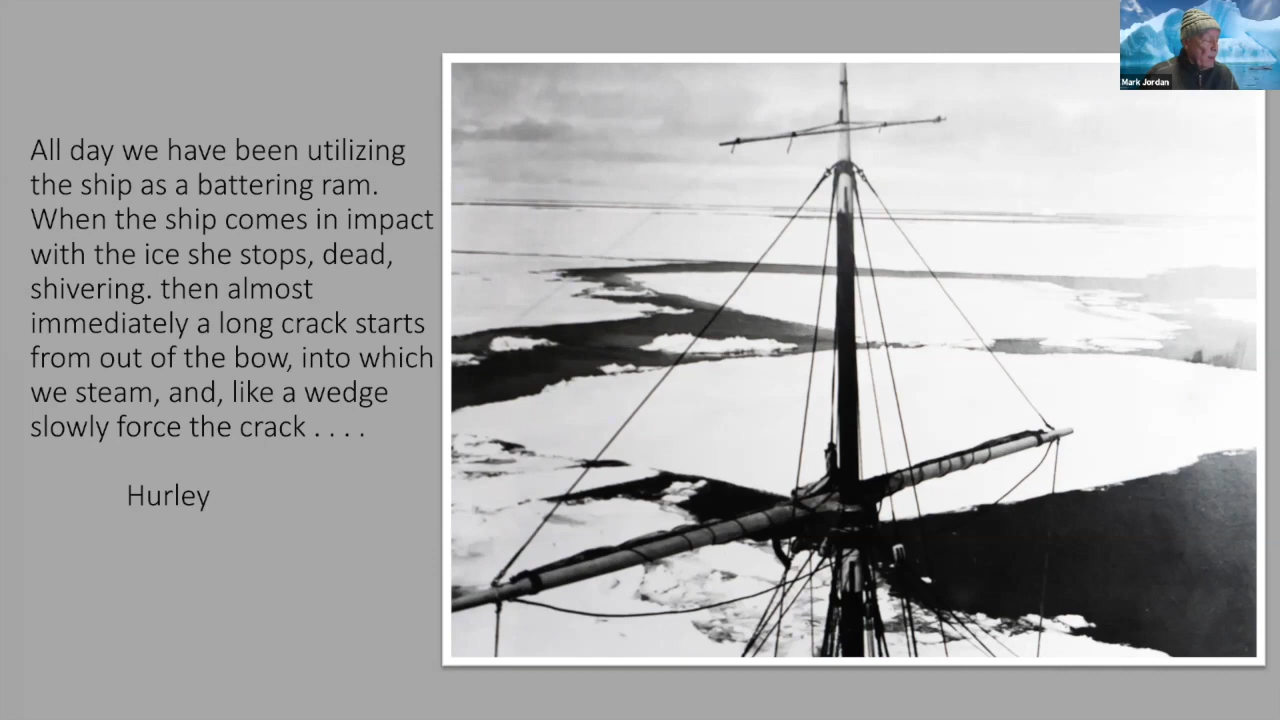 All day we have been utilizing
the ship as a battering ram.
When the ship comes in impact
with the ice she stops, dead,
shivering. then almost
immediately a long crack starts
from out of the bow, into which
we steam, and, like a wedge
slowly force the crack . . . .
Hurley
Mark Jordan